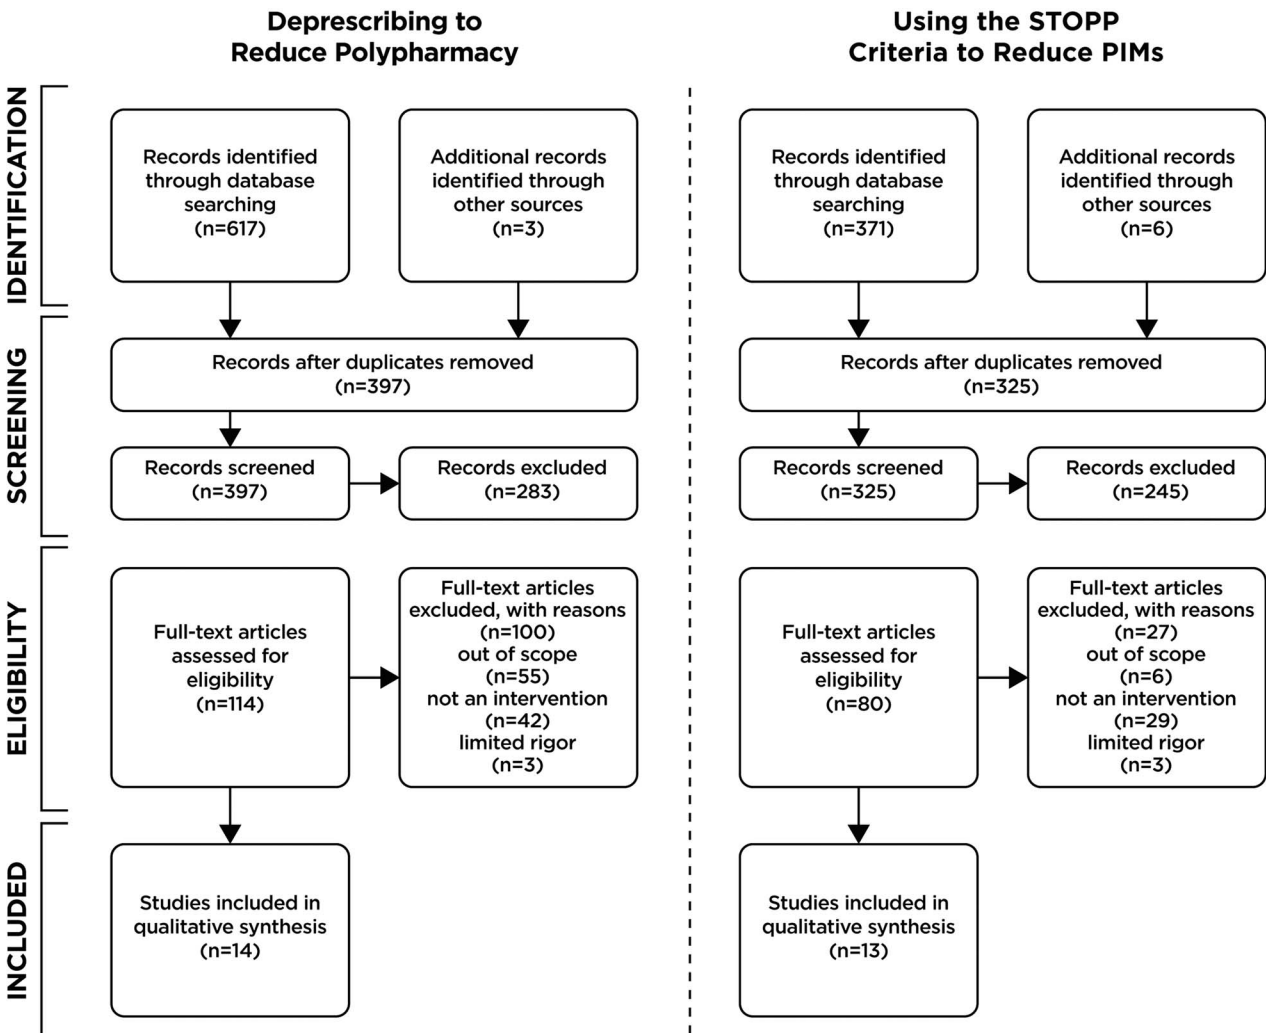 Deprescribing to
Reduce Polypharmacy
Using the STOPP
Criteria to Reduce PIMs
IDENTIFICATION
Records identified
through database
searching
(n=617)
Additional records
identified through
other sources
(n=3)
Records identified
through database
searching
(n=371)
Additional records
identified through
other sources
(n=6)
SCREENING
Records after duplicates removed
(n=397)
Records after duplicates removed
(n=325)
Records screened
(n=397)
Records excluded
(n=283)
Records screened
(n=325)
Records excluded
(n=245)
ELIGIBILITY
Full-text articles
assessed for
eligibility
(n=114)
Full-text articles
excluded, with reasons
(n=100)
out of scope
(n=55)
not an intervention
(n=42)
limited rigor
(n=3)
Full-text articles
assessed for
eligibility
(n=80)
Full-text articles
excluded, with reasons
(n=27)
out of scope
(n=6)
not an intervention
(n=29)
limited rigor
(n=3)
INCLUDED
Studies included in
qualitative synthesis
(n=14)
Studies included in
qualitative synthesis
(n=13)